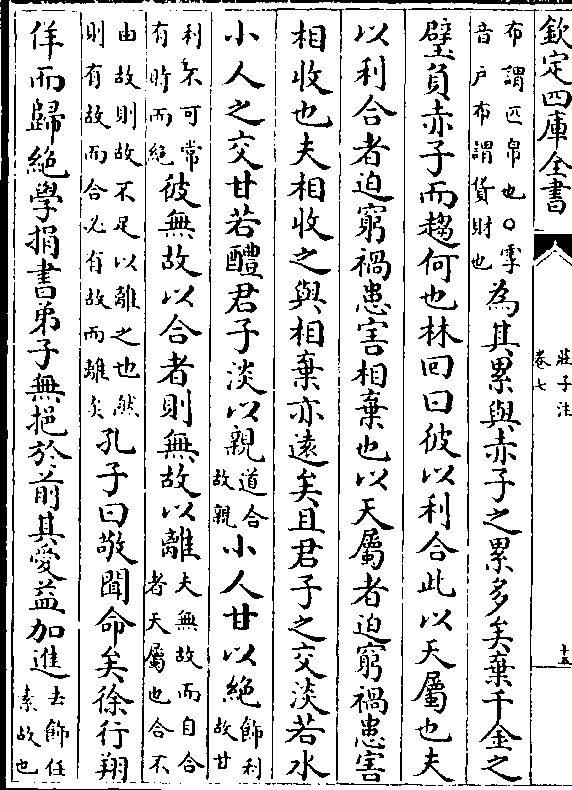 欽定四庫全書
莊子注
卷七
十五
布謂匹帛也○雩
音户布謂貨財也
為其累與赤子之累多矣棄千金之
璧負赤子而趨何也林回曰彼以利合此以天屬也夫
以利合者迫窮禍患害相棄也以天屬者迫窮禍患害
相收也夫相收之與相棄亦遠矣且君子之交淡若水
小人之交甘若醴君子淡以親
道合
故親
小人甘以絶
飾利
故甘
利不可常
有時而絶
彼無故以合者則無故以離
夫無故而自合
者天屬也合不
由故則故不足以離之也然
則有故而合必有故而離矣
孔子曰敬聞命矣徐行翔
佯而歸絶學捐書弟子無挹於前其愛益加進
去飾任
素故也